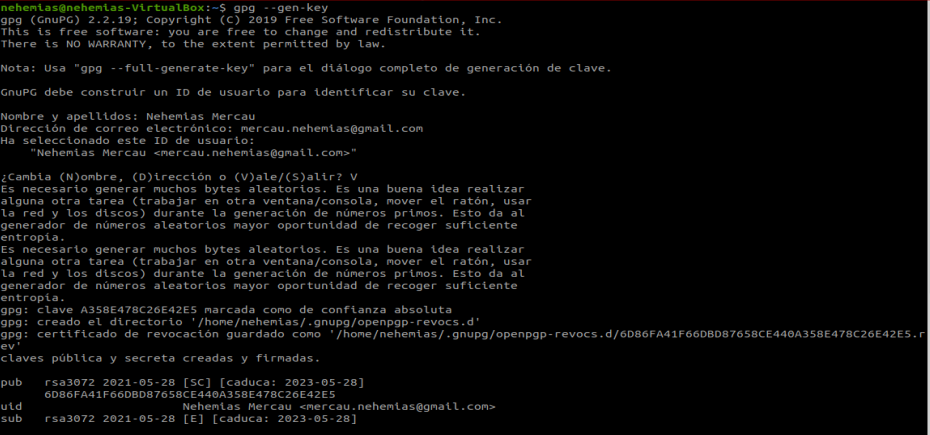 nehemias@nehemias-VirtualBox:~$ gpg --gen-key
gpg (GnuPG) 2.2.19; Copyright (C) 2019 Free Software Foundation, Inc.
This is free software: you are free to change and redistribute it.
There is NO WARRANTY, to the extent permitted by law.

Nota: Usa "gpg --full-generate-key" para el diálogo completo de generación de clave.

GnuPG debe construir un ID de usuario para identificar su clave.

Nombre y apellidos: Nehemias Mercau
Dirección de correo electrónico: mercau.nehemias@gmail.com
Ha seleccionado este ID de usuario:
    "Nehemias Mercau <mercau.nehemias@gmail.com>"

¿Cambia (N)ombre, (D)irección o (V)ale/(S)alir? V
Es necesario generar muchos bytes aleatorios. Es una buena idea realizar
alguna otra tarea (trabajar en otra ventana/consola, mover el ratón, usar
la red y los discos) durante la generación de números primos. Esto da al
generador de números aleatorios mayor oportunidad de recoger suficiente
entropía.
Es necesario generar muchos bytes aleatorios. Es una buena idea realizar
alguna otra tarea (trabajar en otra ventana/consola, mover el ratón, usar
la red y los discos) durante la generación de números primos. Esto da al
generador de números aleatorios mayor oportunidad de recoger suficiente
entropía.
gpg: clave A358E478C26E42E5 marcada como de confianza absoluta
gpg: creado el directorio '/home/nehemias/.gnupg/openpgp-revocs.d'
gpg: certificado de revocación guardado como '/home/nehemias/.gnupg/openpgp-revocs.d/6D86FA41F66DBD87658CE440A358E478C26E42E5.r
ev'
claves pública y secreta creadas y firmadas.

pub   rsa3072 2021-05-28 [SC] [caduca: 2023-05-28]
      6D86FA41F66DBD87658CE440A358E478C26E42E5
uid                      Nehemias Mercau <mercau.nehemias@gmail.com>
sub   rsa3072 2021-05-28 [E] [caduca: 2023-05-28]